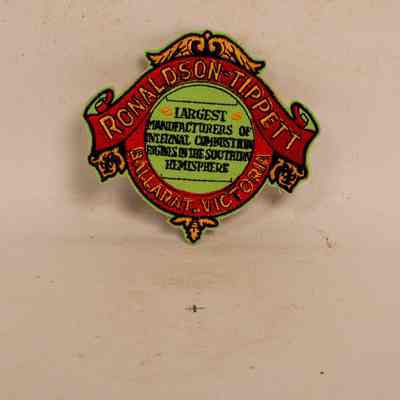 RONALDSON-TIPPETT
LARGEST
MANUFACTURERS OF
INTERNAL COMBUSTION
ENGINES IN THE SOUTHERN
HEMISPHERE
BALLARAT. VICTORIA